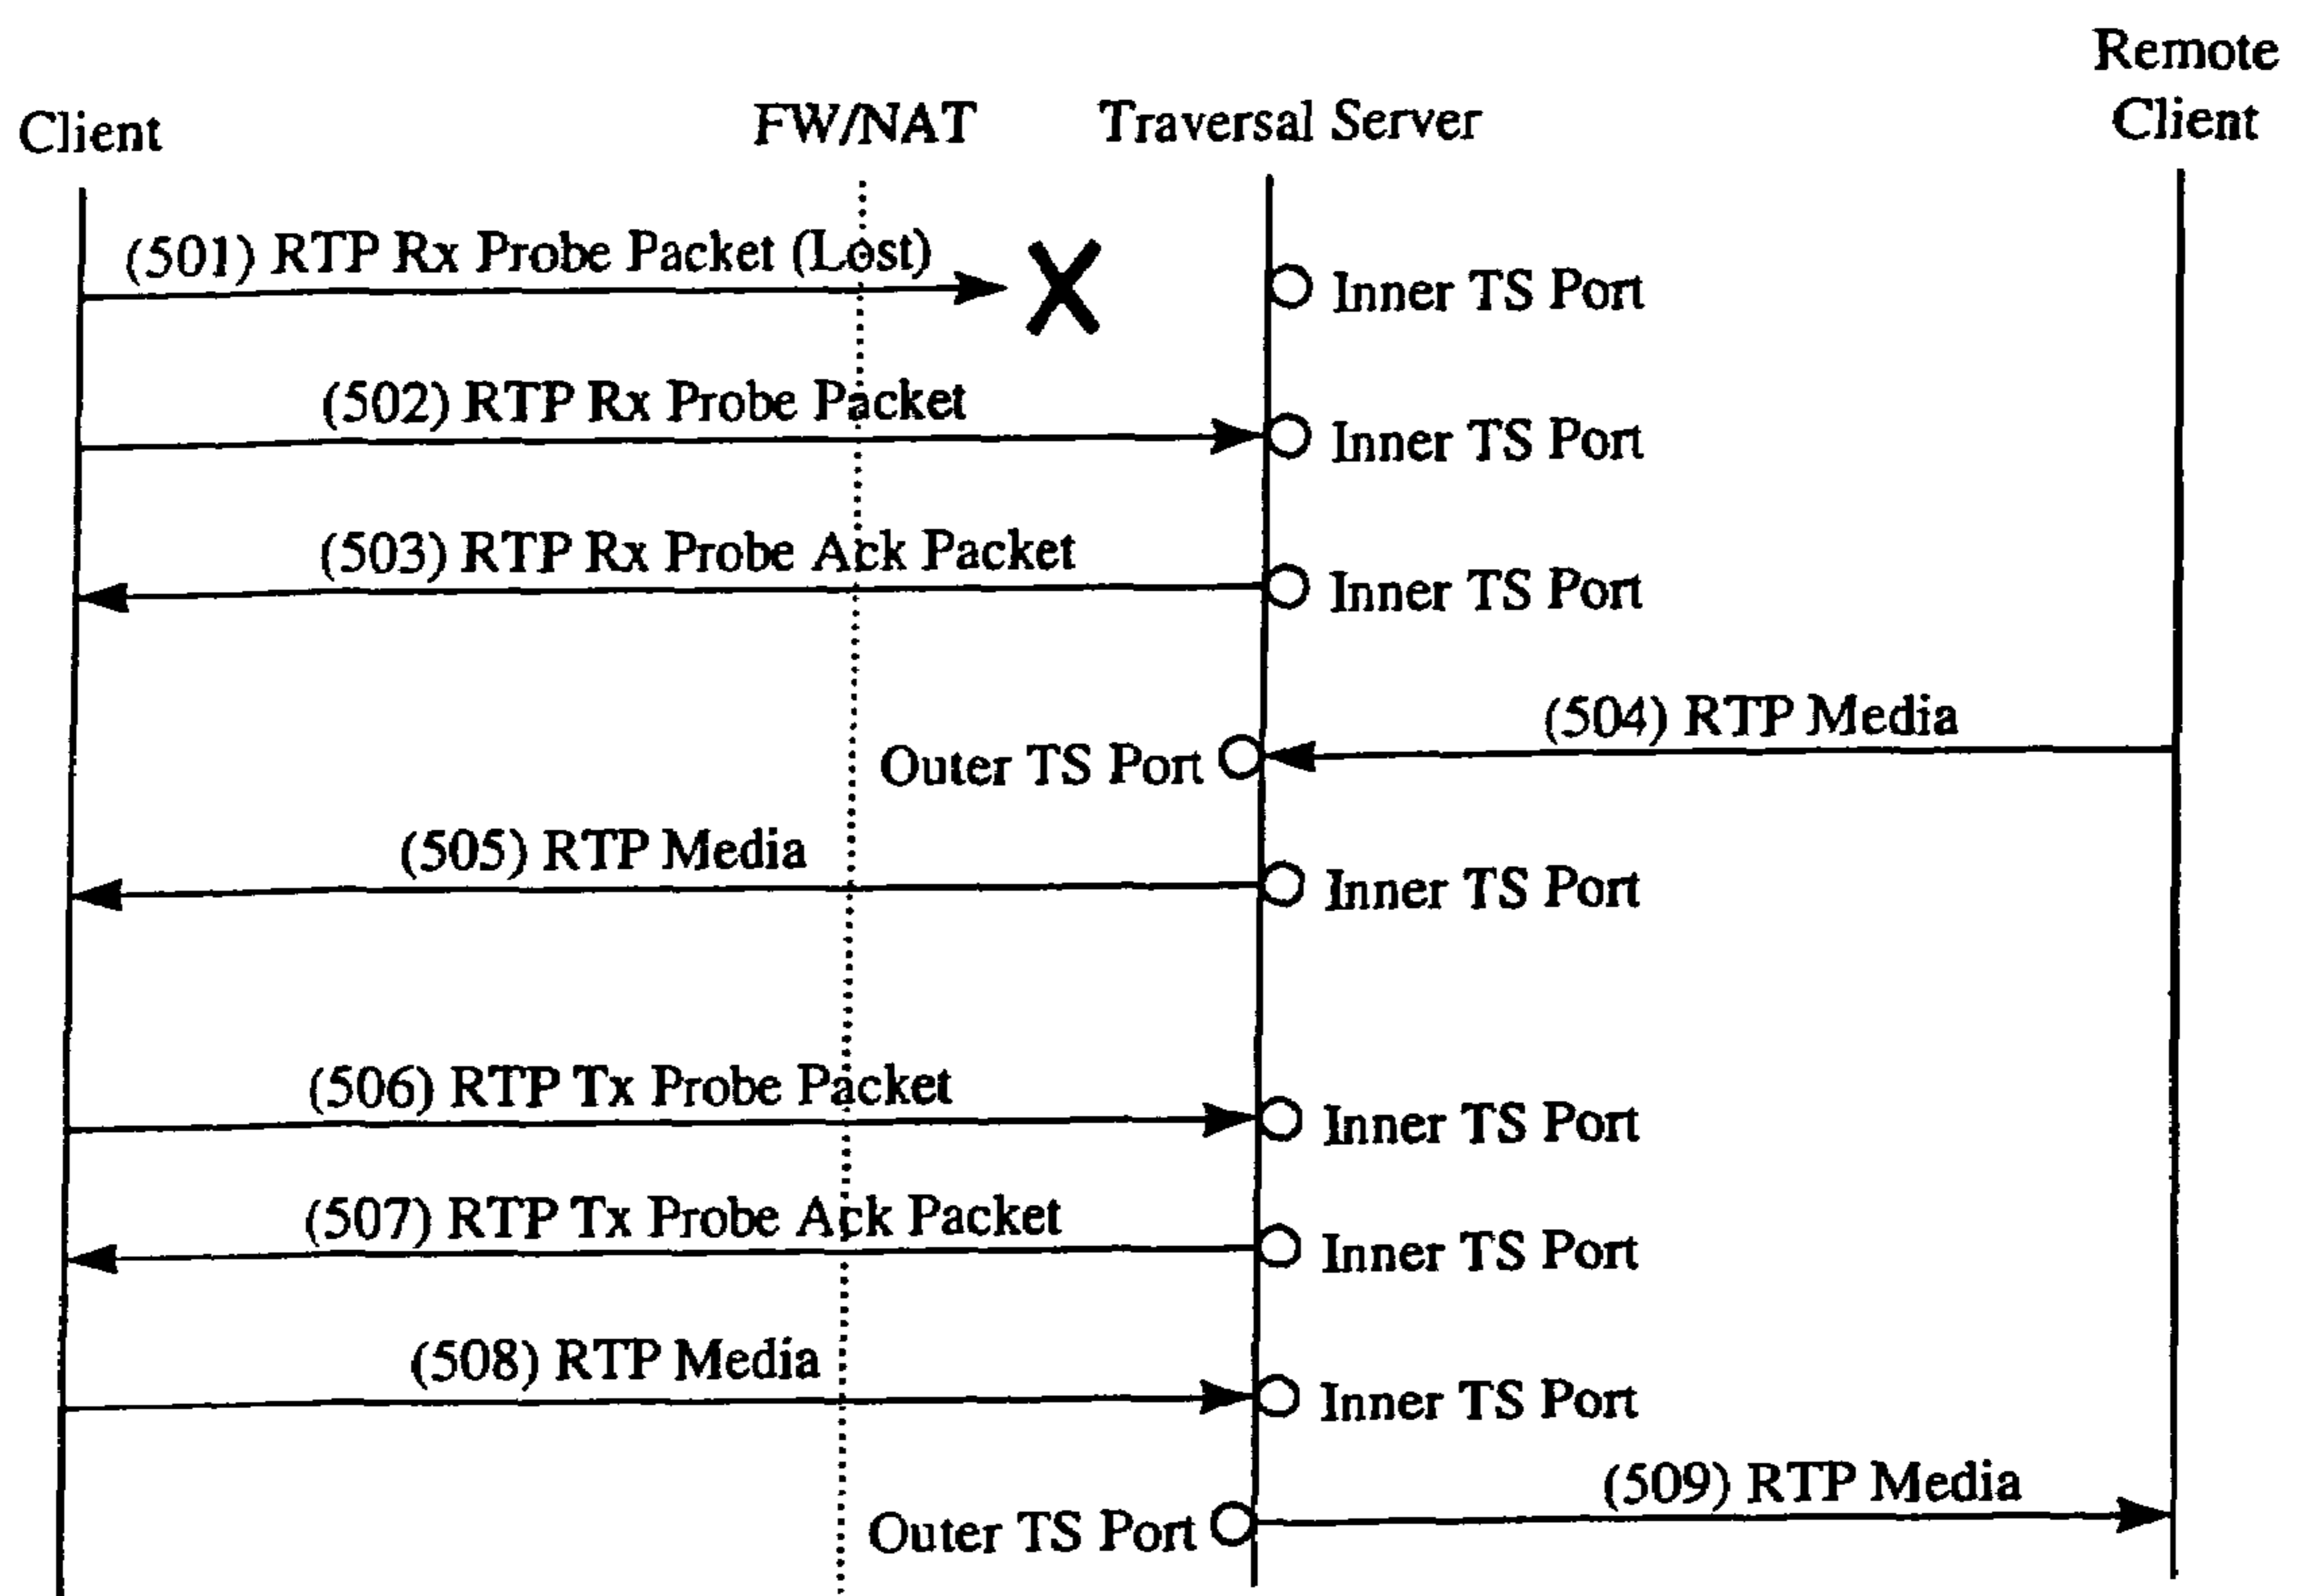 Remote
Client
Client
FW/NAT
Traversal Server
(501) RTP Rx Probe Packet (Lost)
Inner TS Port
(502) RTP Rx Probe Packet
Inner TS Port
(503) RTP Rx Probe Ack Packet
Inner TS Port
(504) RTP Media
Outer TS Port
(505) RTP Media
Inner TS Port
(506) RTP Tx Probe Packet
Inner TS Port
(507) RTP Tx Probe Ack Packet
Inner TS Port
(508) RTP Media
Inner TS Port
(509) RTP Media
Outer TS Port